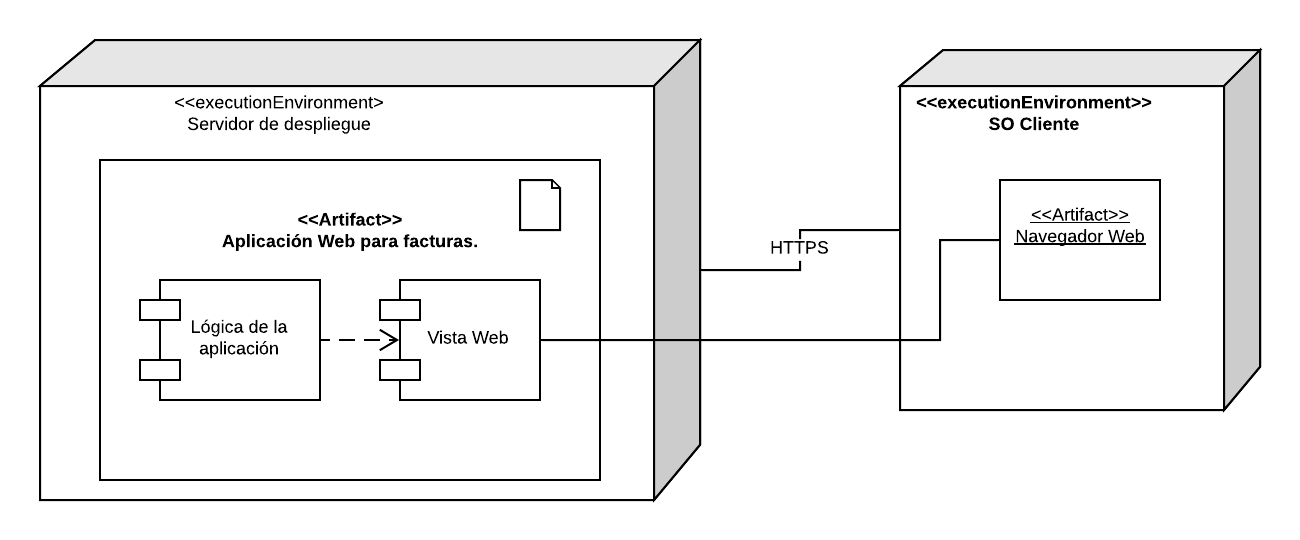 <<executionEnvironment>
Servidor de despliegue
<<Artifact>>
Aplicación Web para facturas.
Lógica de la
aplicación
Vista Web
HTTPS
<<executionEnvironment>>
SO Cliente
<<Artifact>>
Navegador Web